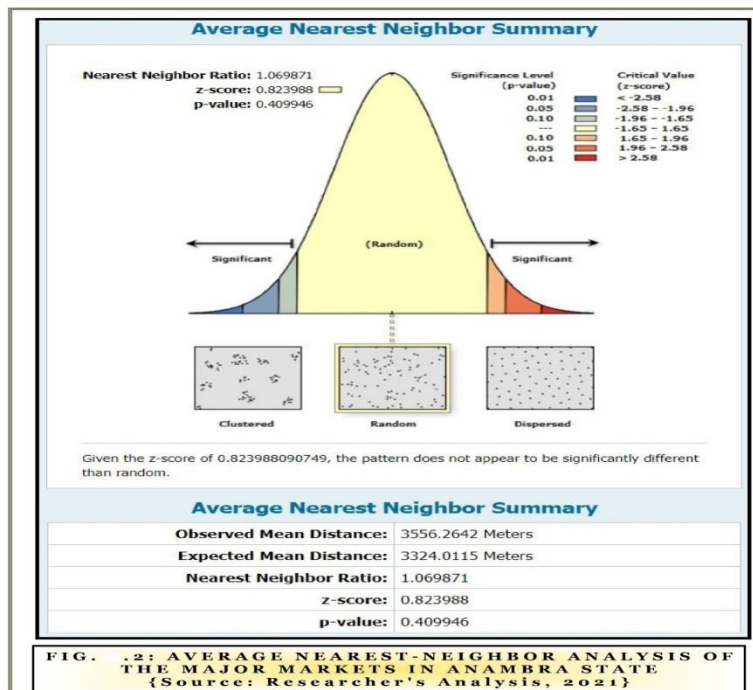 Average Nearest Neighbor Summary
Nearest Neighbor Ratio: 1.069871
z-score: 0.823988
p-value: 0.409946
Significance Level (p-value)
Critical Value (z-score)
0.01 < -2.58
0.05 -2.58 – -1.96
0.10 -1.96 – -1.65
--- -1.65 – 1.65
0.10 1.65 – 1.96
0.05 1.96 – 2.58
0.01 > 2.58
(Random)
Significant
Significant
Clustered
Random
Dispersed
Given the z-score of 0.823988090749, the pattern does not appear to be significantly different
than random.
Average Nearest Neighbor Summary
Observed Mean Distance: 3556.2642 Meters
Expected Mean Distance: 3324.0115 Meters
Nearest Neighbor Ratio: 1.069871
z-score: 0.823988
p-value: 0.409946
FIG. .2: AVERAGE NEAREST-NEIGHBOR ANALYSIS OF
THE MAJOR MARKETS IN ANAMBRA STATE
{Source: Researcher's Analysis, 2021}